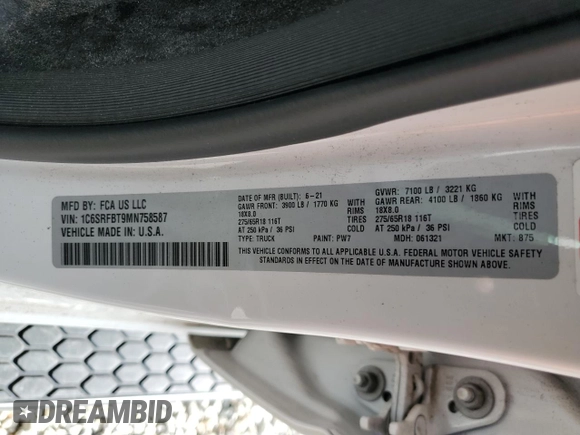 MFD BY: FCA US LLC
VIN: 1C6SRFBT9MN758587
VEHICLE MADE IN: U.S.A.
DATE OF MFR (BUILT): 6-21
GAWR FRONT: 3900 LB / 1770 KG
WITH TIRES
RIMS AT
18X8.0
275/65R18 116T
AT 250 kPa / 36 PSI
TYPE: TRUCK
PAINT: PW7
GVWR: 7100 LB / 3221 KG
GAWR REAR: 4100 LB / 1860 KG
WITH TIRES
RIMS AT
18X8.0
275/65R18 116T
AT 250 kPa / 36 PSI
MDH: 061321
MKT: 875
THIS VEHICLE CONFORMS TO ALL APPLICABLE U.S.A. FEDERAL MOTOR VEHICLE SAFETY
STANDARDS IN EFFECT ON THE DATE OF MANUFACTURE SHOWN ABOVE.
DREAMBID